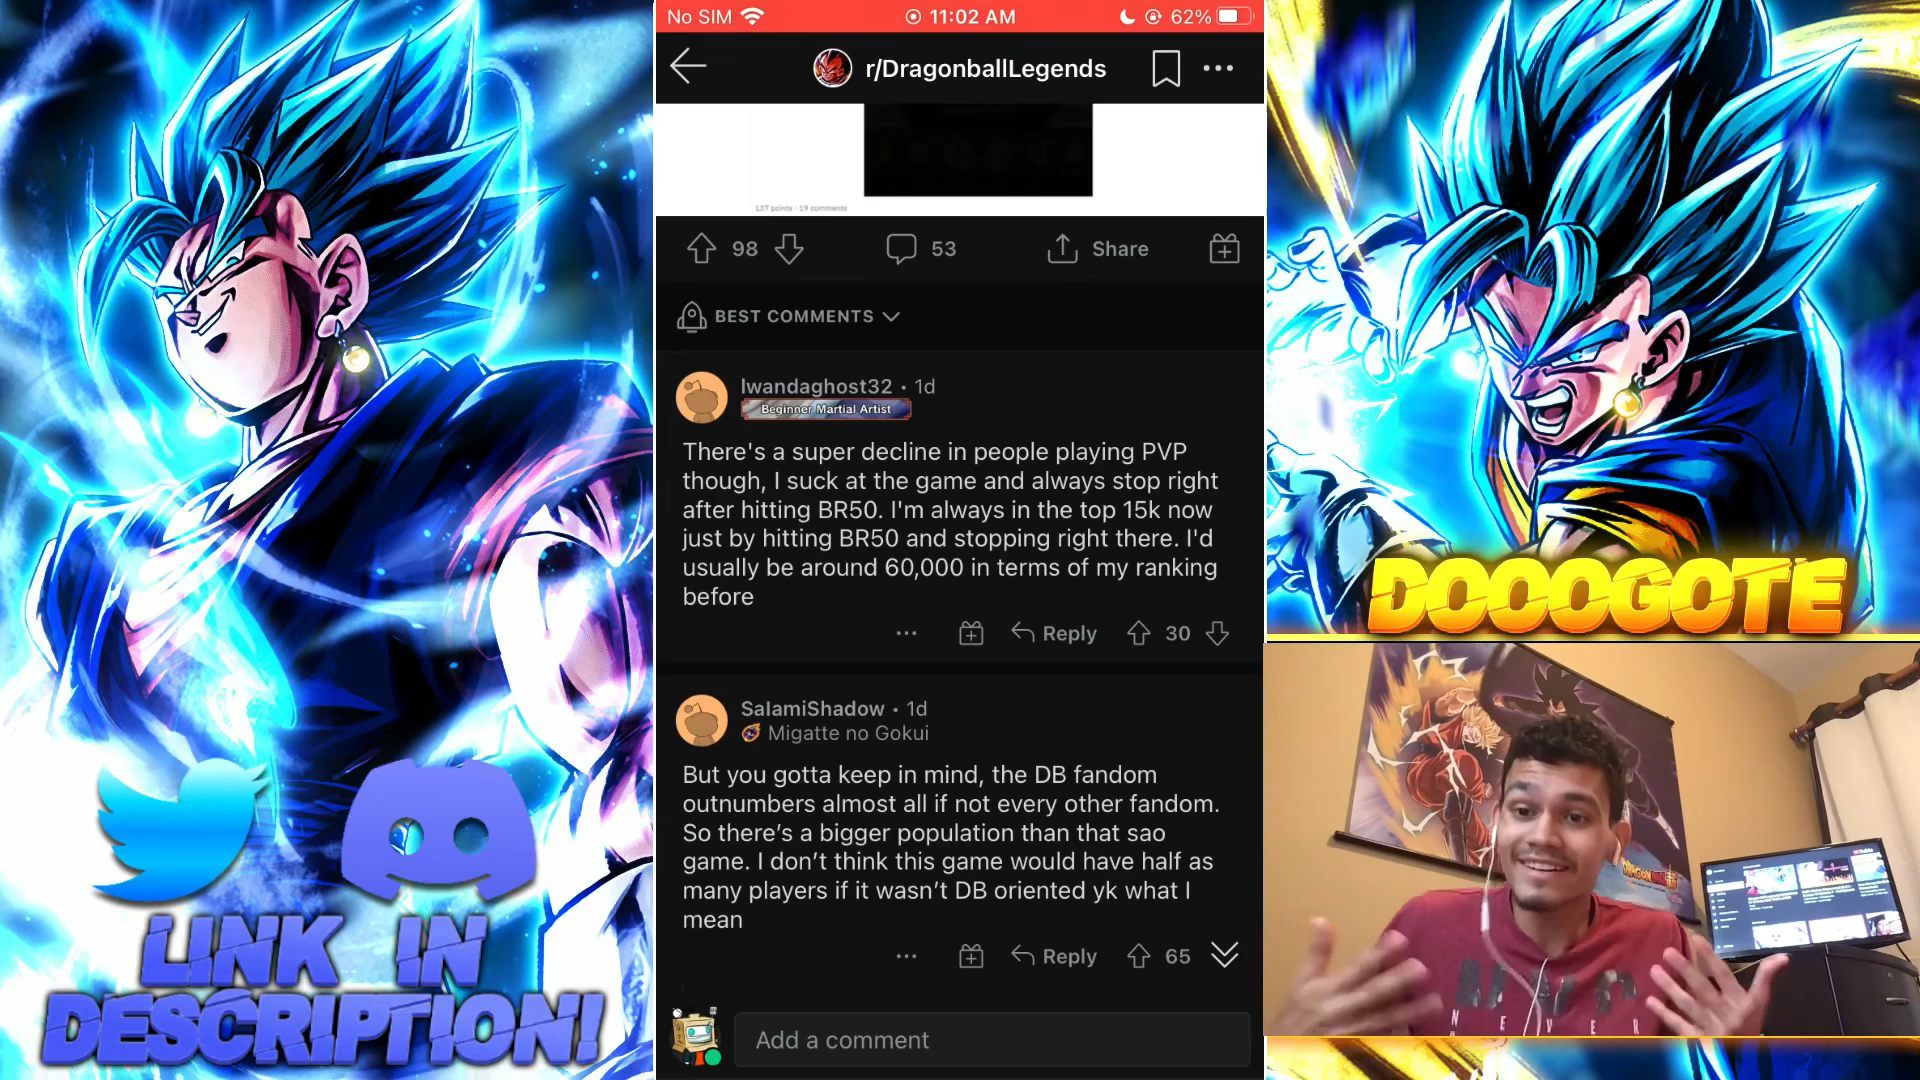 No SIM
11:02 AM
62%
r/DragonballLegends
137 points · 19 comments
98
53
Share
BEST COMMENTS
lwandaghost32 • 1d
Beginner Martial Artist
There's a super decline in people playing PVP
though, I suck at the game and always stop right
after hitting BR50. I'm always in the top 15k now
just by hitting BR50 and stopping right there. I'd
usually be around 60,000 in terms of my ranking
before
Reply
30
SalamiShadow • 1d
Migatte no Gokui
But you gotta keep in mind, the DB fandom
outnumbers almost all if not every other fandom.
So there’s a bigger population than that sao
game. I don’t think this game would have half as
many players if it wasn’t DB oriented yk what I
mean
Reply
65
Add a comment
LINK IN
DESCRIPTION!
DOOOGOTE
NYC